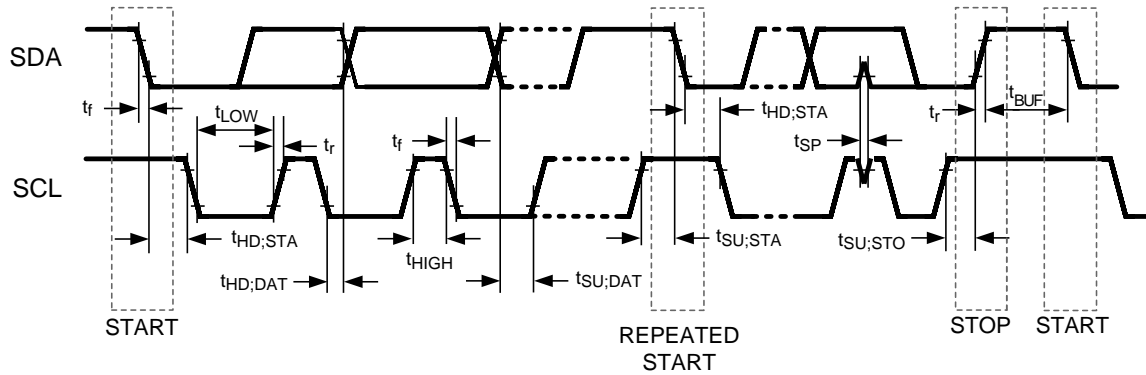 SDA
t_f
t_LOW
t_r
t_f
t_HD;STA
t_SP
t_r
t_BUF
SCL
t_HD;STA
t_HD;DAT
t_HIGH
t_SU;DAT
t_SU;STA
t_SU;STO
START
REPEATED
START
STOP
START